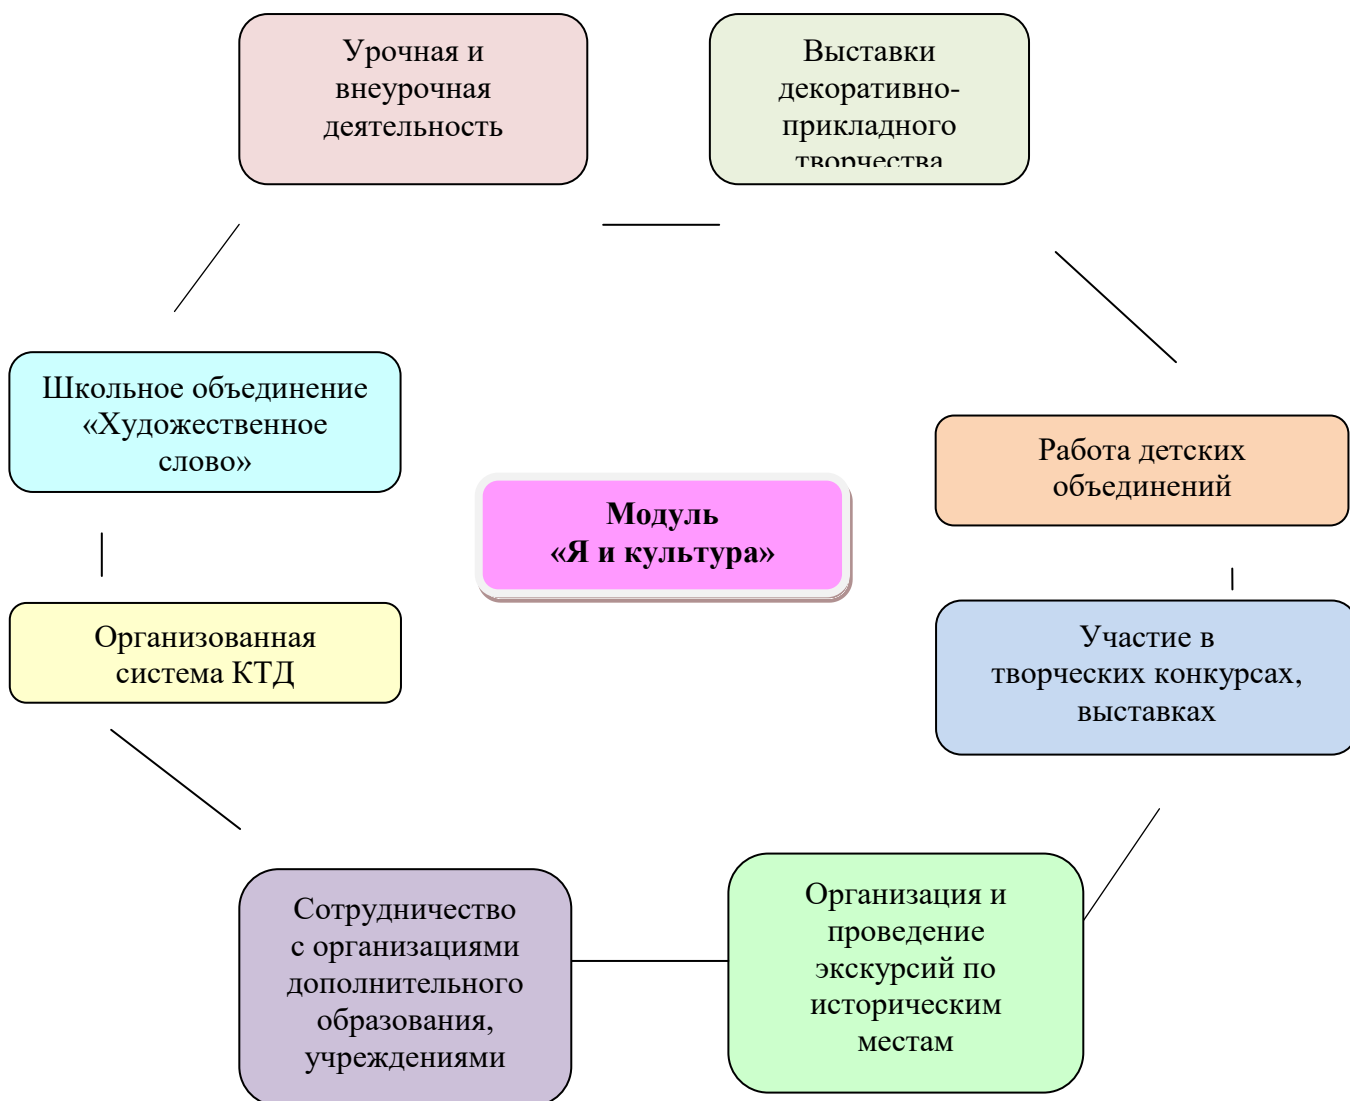 Урочная и
внеурочная
деятельность
Выставки
декоративно-
прикладного
творчества
Школьное объединение
«Художественное
слово»
Работа детских
объединений
Модуль
«Я и культура»
Организованная
система КТД
Участие в
творческих конкурсах,
выставках
Сотрудничество
с организациями
дополнительного
образования,
учреждениями
Организация и
проведение
экскурсий по
историческим
местам